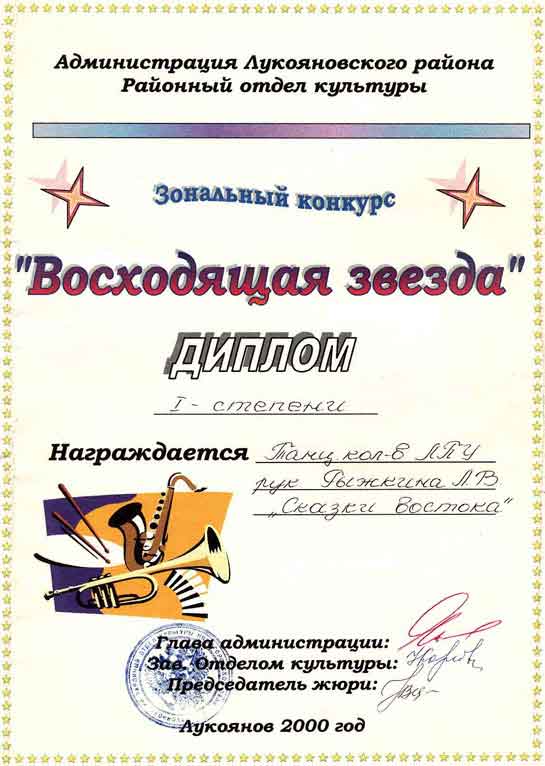 Администрация Лукояновского района
Районный отдел культуры
Зональный конкурс
"Восходящая звезда"
ДИПЛОМ
I - степени
Награждается Танц. кол-в ЛПУ
рук Рыжкина Л В
„Сказки Востока"
Глава администрации:
Зав. Отделом культуры:
Председатель жюри:
Лукоянов 2000 год